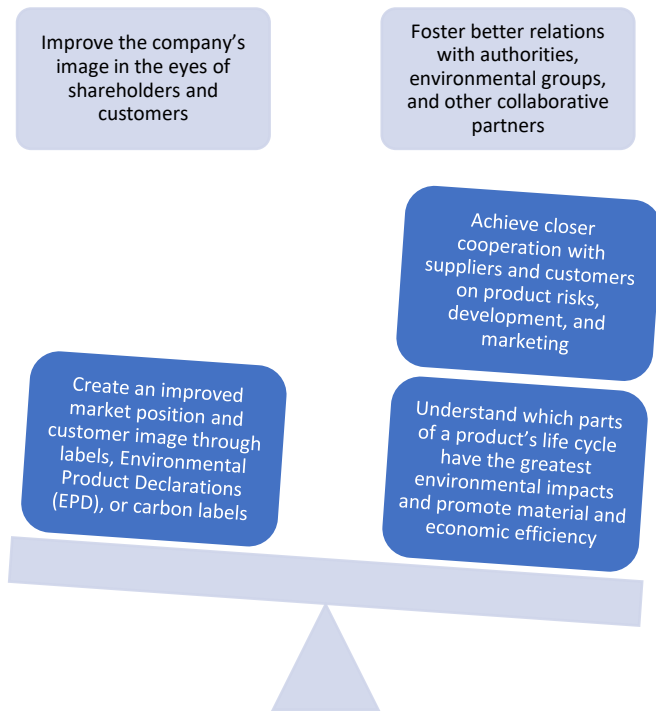 Improve the company’s
image in the eyes of
shareholders and
customers
Foster better relations
with authorities,
environmental groups,
and other collaborative
partners
Achieve closer
cooperation with
suppliers and customers
on product risks,
development, and
marketing
Create an improved
market position and
customer image through
labels, Environmental
Product Declarations
(EPD), or carbon labels
Understand which parts
of a product’s life cycle
have the greatest
environmental impacts
and promote material and
economic efficiency